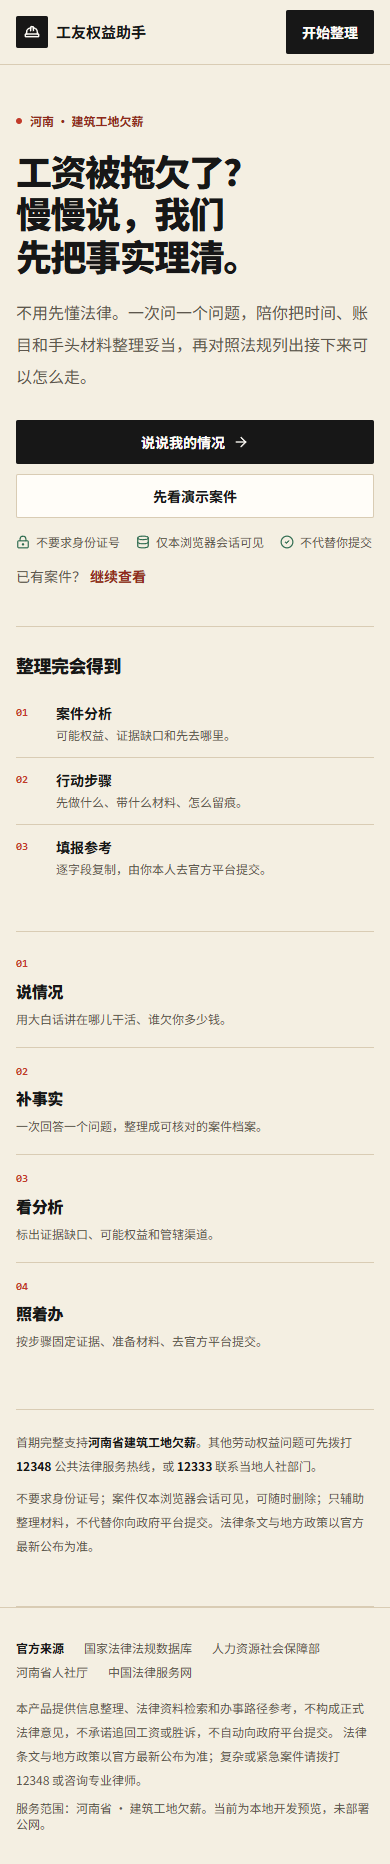 工友权益助手
开始整理
河南 · 建筑工地欠薪
工资被拖欠了？
慢慢说，我们
先把事实理清。
不用先懂法律。一次问一个问题，陪你把时间、账
目和手头材料整理妥当，再对照法规列出接下来可
以怎么走。
说说我的情况 →
先看演示案件
不要求身份证号 仅本浏览器会话可见 不代替你提交
已有案件？ 继续查看
整理完会得到
01 案件分析
可能权益、证据缺口和先去哪里。
02 行动步骤
先做什么、带什么材料、怎么留痕。
03 填报参考
逐字段复制，由你本人去官方平台提交。
01
说情况
用大白话讲在哪儿干活、谁欠你多少钱。
02
补事实
一次回答一个问题，整理成可核对的案件档案。
03
看分析
标出证据缺口、可能权益和管辖渠道。
04
照着办
按步骤固定证据、准备材料、去官方平台提交。
首期完整支持河南省建筑工地欠薪。其他劳动权益问题可先拨打
12348 公共法律服务热线，或 12333 联系当地人社部门。
不要求身份证号；案件仅本浏览器会话可见，可随时删除；只辅助
整理材料，不代替你向政府平台提交。法律条文与地方政策以官方
最新公布为准。
官方来源 国家法律法规数据库 人力资源社会保障部
河南省人社厅 中国法律服务网
本产品提供信息整理、法律资料检索和办事路径参考，不构成正式
法律意见，不承诺追回工资或胜诉，不自动向政府平台提交。 法律
条文与地方政策以官方最新公布为准；复杂或紧急案件请拨打
12348 或咨询专业律师。
服务范围：河南省 · 建筑工地欠薪。当前为本地开发预览，未部署
公网。